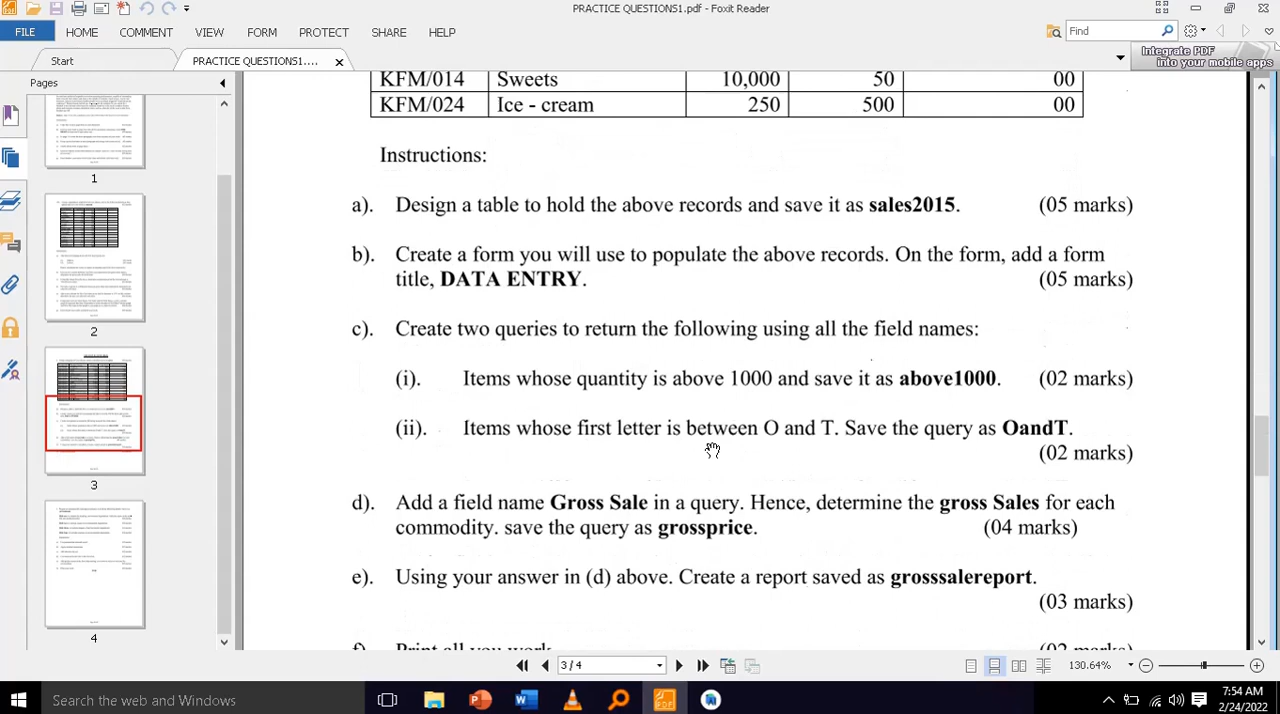 PRACTICE QUESTIONS1.pdf - Foxit Reader
FILE HOME COMMENT VIEW FORM PROTECT SHARE HELP
Find
Integrate PDF
into your mobile apps
Start
PRACTICE QUESTIONS1....
Pages
KFM/014 Sweets 10,000 50 00
KFM/024 Ice - cream 250 500 00
Instructions:
a). Design a table to hold the above records and save it as sales2015. (05 marks)
b). Create a form you will use to populate the above records. On the form, add a form
title, DATA ENTRY. (05 marks)
c). Create two queries to return the following using all the field names:
(i). Items whose quantity is above 1000 and save it as above1000. (02 marks)
(ii). Items whose first letter is between O and T. Save the query as OandT.
(02 marks)
d). Add a field name Gross Sale in a query. Hence, determine the gross Sales for each
commodity. save the query as grossprice. (04 marks)
e). Using your answer in (d) above. Create a report saved as grosssalereport.
(03 marks)
f). Print all you work (02 marks)
1
2
3
4
3 / 4
130.64%
Search the web and Windows
7:54 AM
2/24/2022